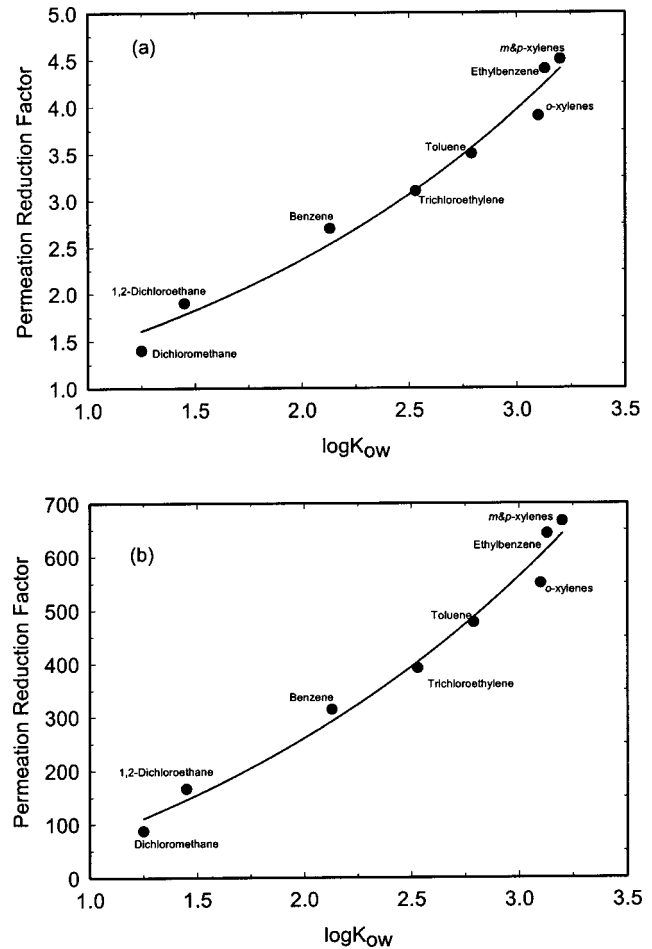 (a)
m&p-xylenes
Ethylbenzene
o-xylenes
Toluene
Trichloroethylene
Benzene
1,2-Dichloroethane
Dichloromethane
Permeation Reduction Factor
4.5
4.0
3.5
3.0
2.5
2.0
1.5
1.0
1.0 1.5 2.0 2.5 3.0 3.5
logKOW
(b)
m&p-xylenes
Ethylbenzene
o-xylenes
Toluene
Trichloroethylene
Benzene
1,2-Dichloroethane
Dichloromethane
Permeation Reduction Factor
700
600
500
400
300
200
100
0
1.0 1.5 2.0 2.5 3.0 3.5
logKOW